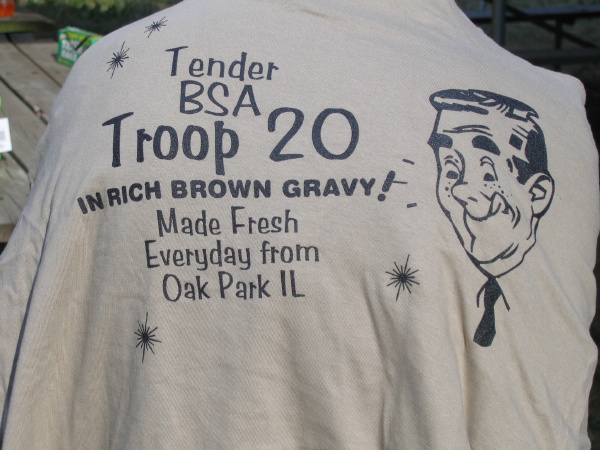 Tender
BSA
Troop 20
IN RICH BROWN GRAVY!
Made Fresh
Everyday from
Oak Park IL